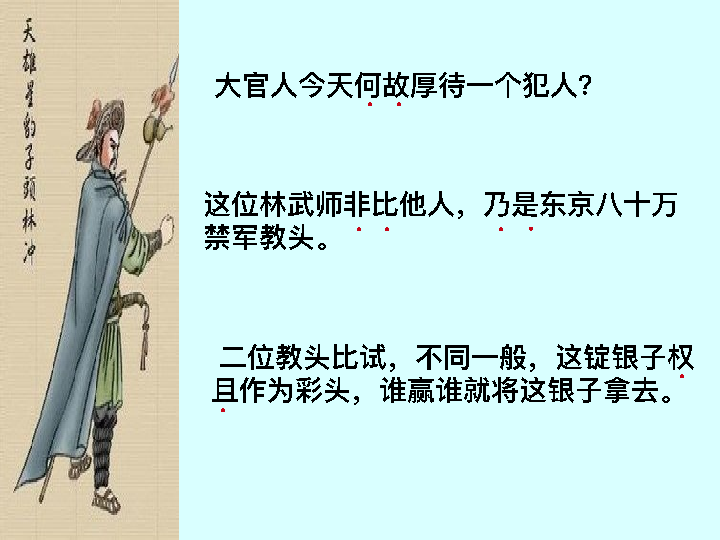 天雄星豹子頭林冲
大官人今天何故厚待一个犯人？
这位林武师非比他人，乃是东京八十万
禁军教头。
二位教头比试，不同一般，这锭银子权
且作为彩头，谁赢谁就将这银子拿去。